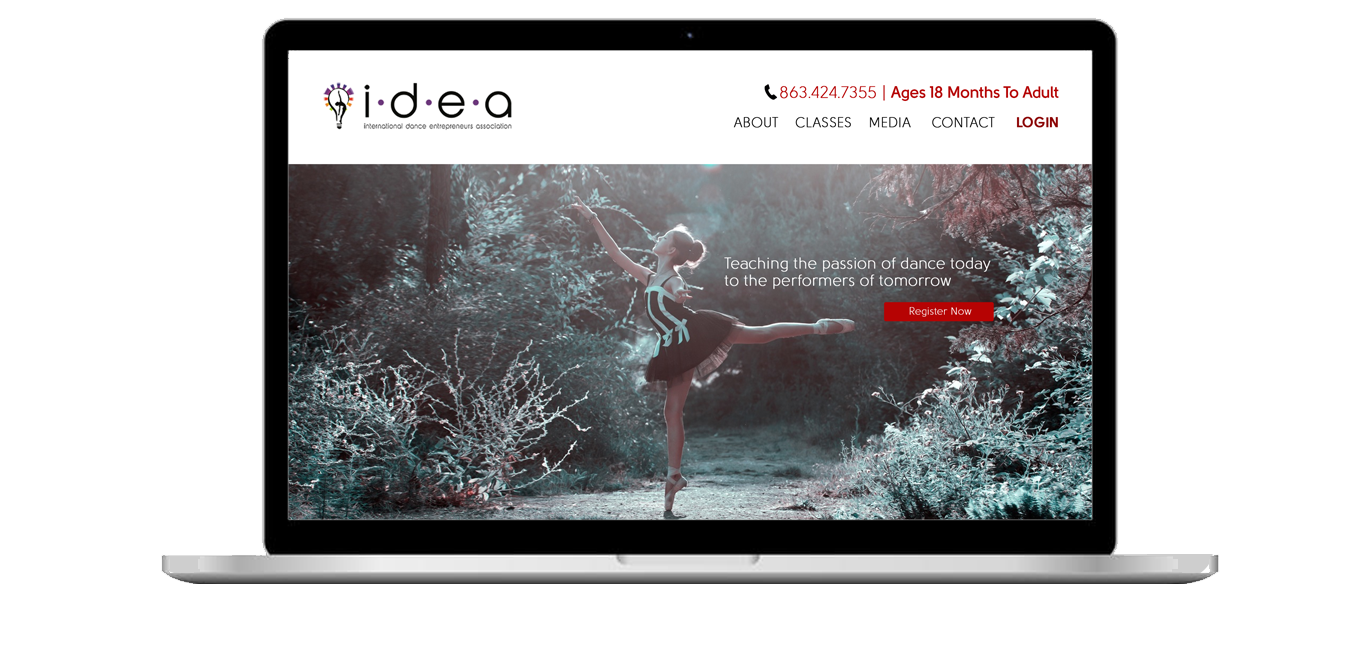 i·d·e·a
international dance entrepreneurs association
863.424.7355 | Ages 18 Months To Adult
ABOUT CLASSES MEDIA CONTACT LOGIN
Teaching the passion of dance today
to the performers of tomorrow
Register Now